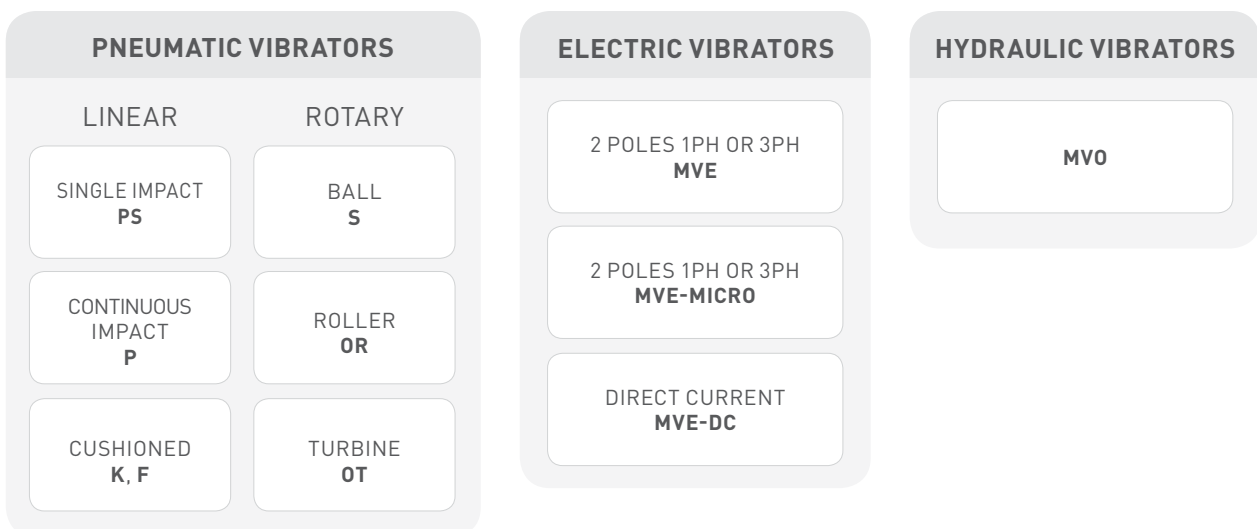 PNEUMATIC VIBRATORS
LINEAR
SINGLE IMPACT
PS
CONTINUOUS
IMPACT
P
CUSHIONED
K, F
ROTARY
BALL
S
ROLLER
OR
TURBINE
OT
ELECTRIC VIBRATORS
2 POLES 1PH OR 3PH
MVE
2 POLES 1PH OR 3PH
MVE-MICRO
DIRECT CURRENT
MVE-DC
HYDRAULIC VIBRATORS
MVO